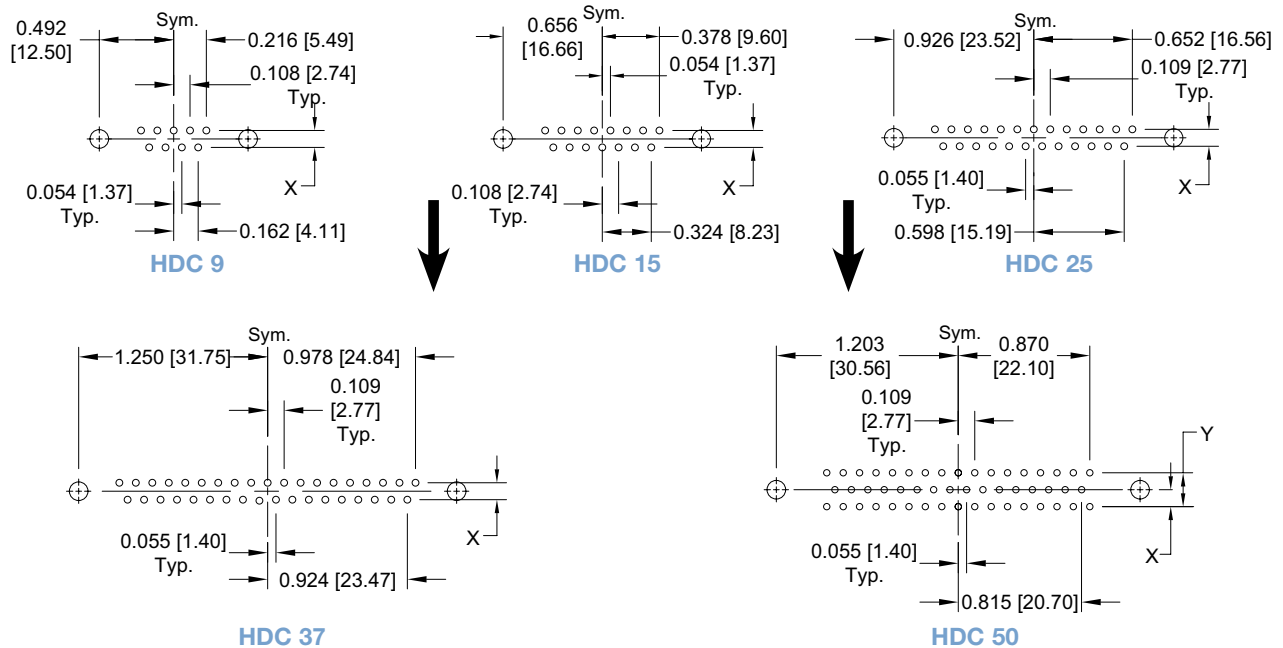 Sym.
0.492
[12.50]
0.216 [5.49]
0.108 [2.74]
Typ.
X
0.054 [1.37]
Typ.
0.162 [4.11]
HDC 9
Sym.
0.656
[16.66]
0.378 [9.60]
0.054 [1.37]
Typ.
X
0.108 [2.74]
Typ.
0.324 [8.23]
HDC 15
Sym.
0.926 [23.52]
0.652 [16.56]
0.109 [2.77]
Typ.
X
0.055 [1.40]
Typ.
0.598 [15.19]
HDC 25
Sym.
1.250 [31.75]
0.978 [24.84]
0.109
[2.77]
Typ.
X
0.055 [1.40]
Typ.
0.924 [23.47]
HDC 37
Sym.
1.203
[30.56]
0.870
[22.10]
0.109
[2.77]
Typ.
Y
X
0.055 [1.40]
Typ.
0.815 [20.70]
HDC 50